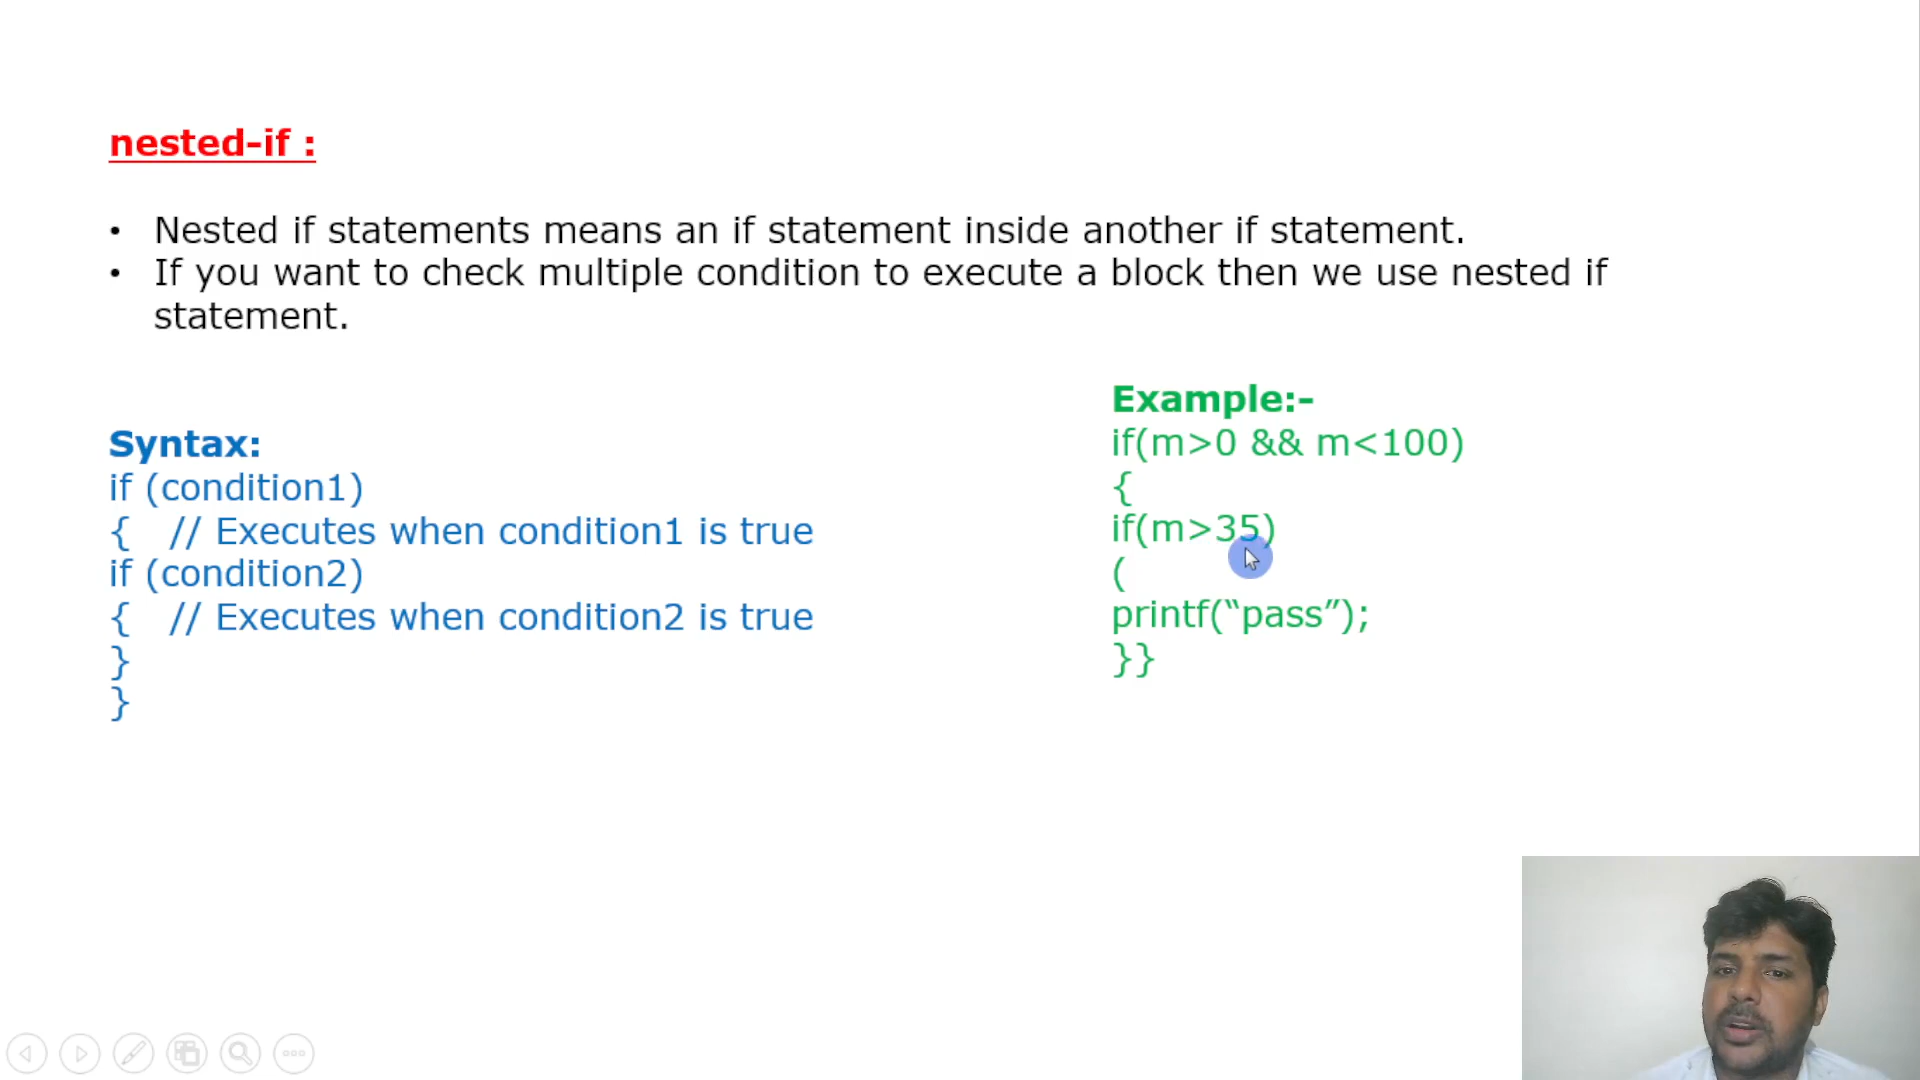 nested-if :
• Nested if statements means an if statement inside another if statement.
• If you want to check multiple condition to execute a block then we use nested if
statement.
Syntax:
if (condition1)
{ // Executes when condition1 is true
if (condition2)
{ // Executes when condition2 is true
}
}
Example:-
if(m>0 && m<100)
{
if(m>35)
(
printf(“pass”);
}}